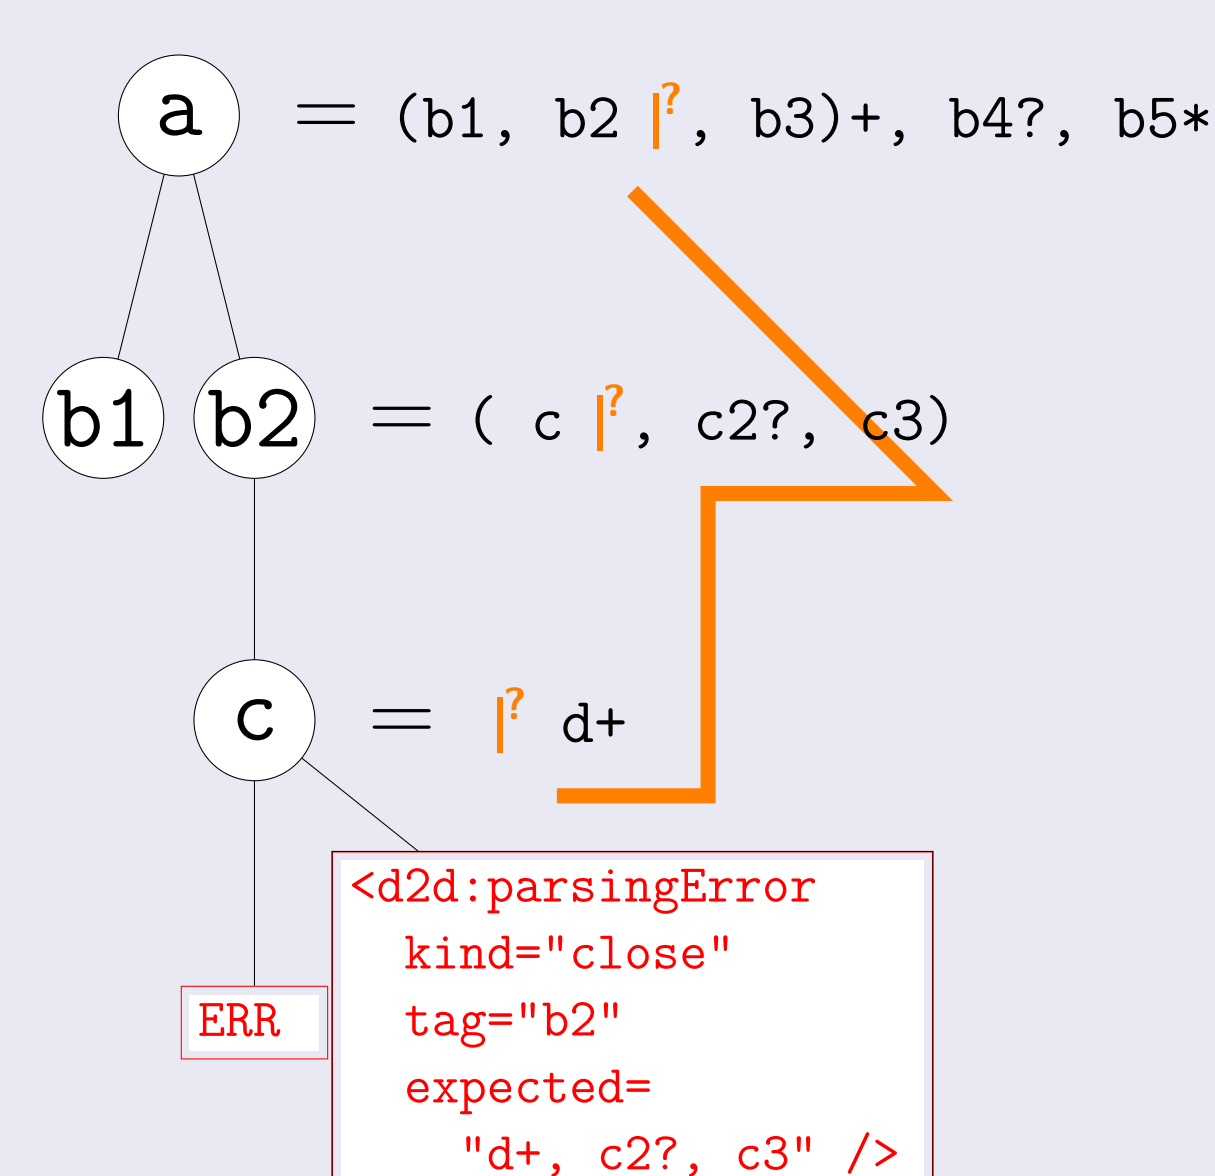 a = (b1, b2 |?, b3)+, b4?, b5*
b1 b2 = ( c |?, c2?, c3)
c = |? d+
<d2d:parsingError
kind="close"
ERR tag="b2"
expected=
"d+, c2?, c3" />